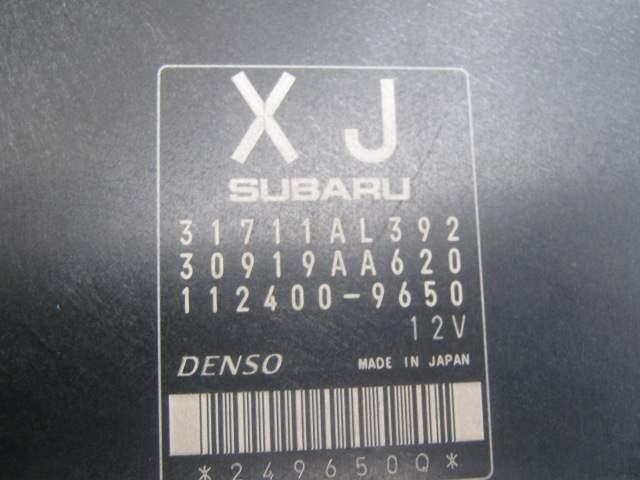 X J
SUBARU
31711AL392
30919AA620
112400-9650
12V
DENSO MADE IN JAPAN
*249650Q*